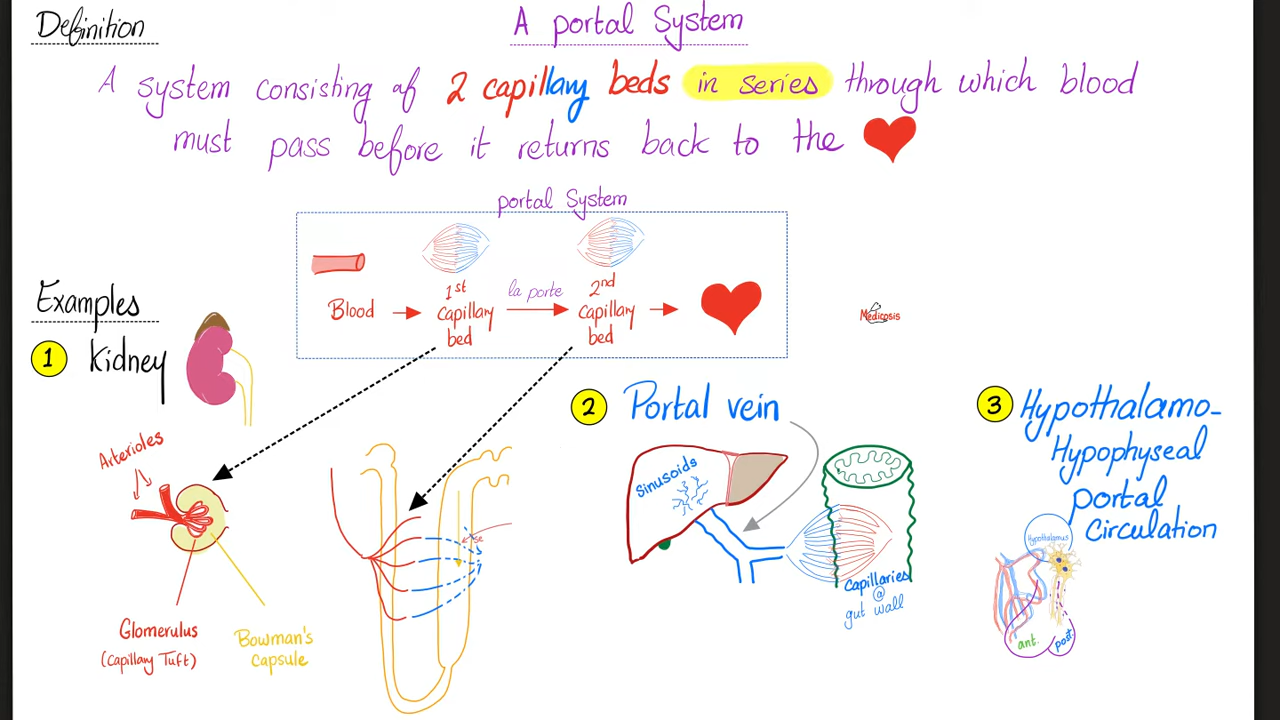 Definition
A portal System
A system consisting of 2 capillary beds in series through which blood
must pass before it returns back to the
portal System
Blood
1st
capillary
bed
la porte
2nd
capillary
bed
Medicosis
Examples
1 Kidney
Arterioles
Glomerulus
(Capillary Tuft)
Bowman's
Capsule
2 Portal vein
Sinusoids
Capillaries
@
gut wall
3 Hypothalamo-
Hypophyseal
portal
Circulation
Hypothalamus
ant.
post.